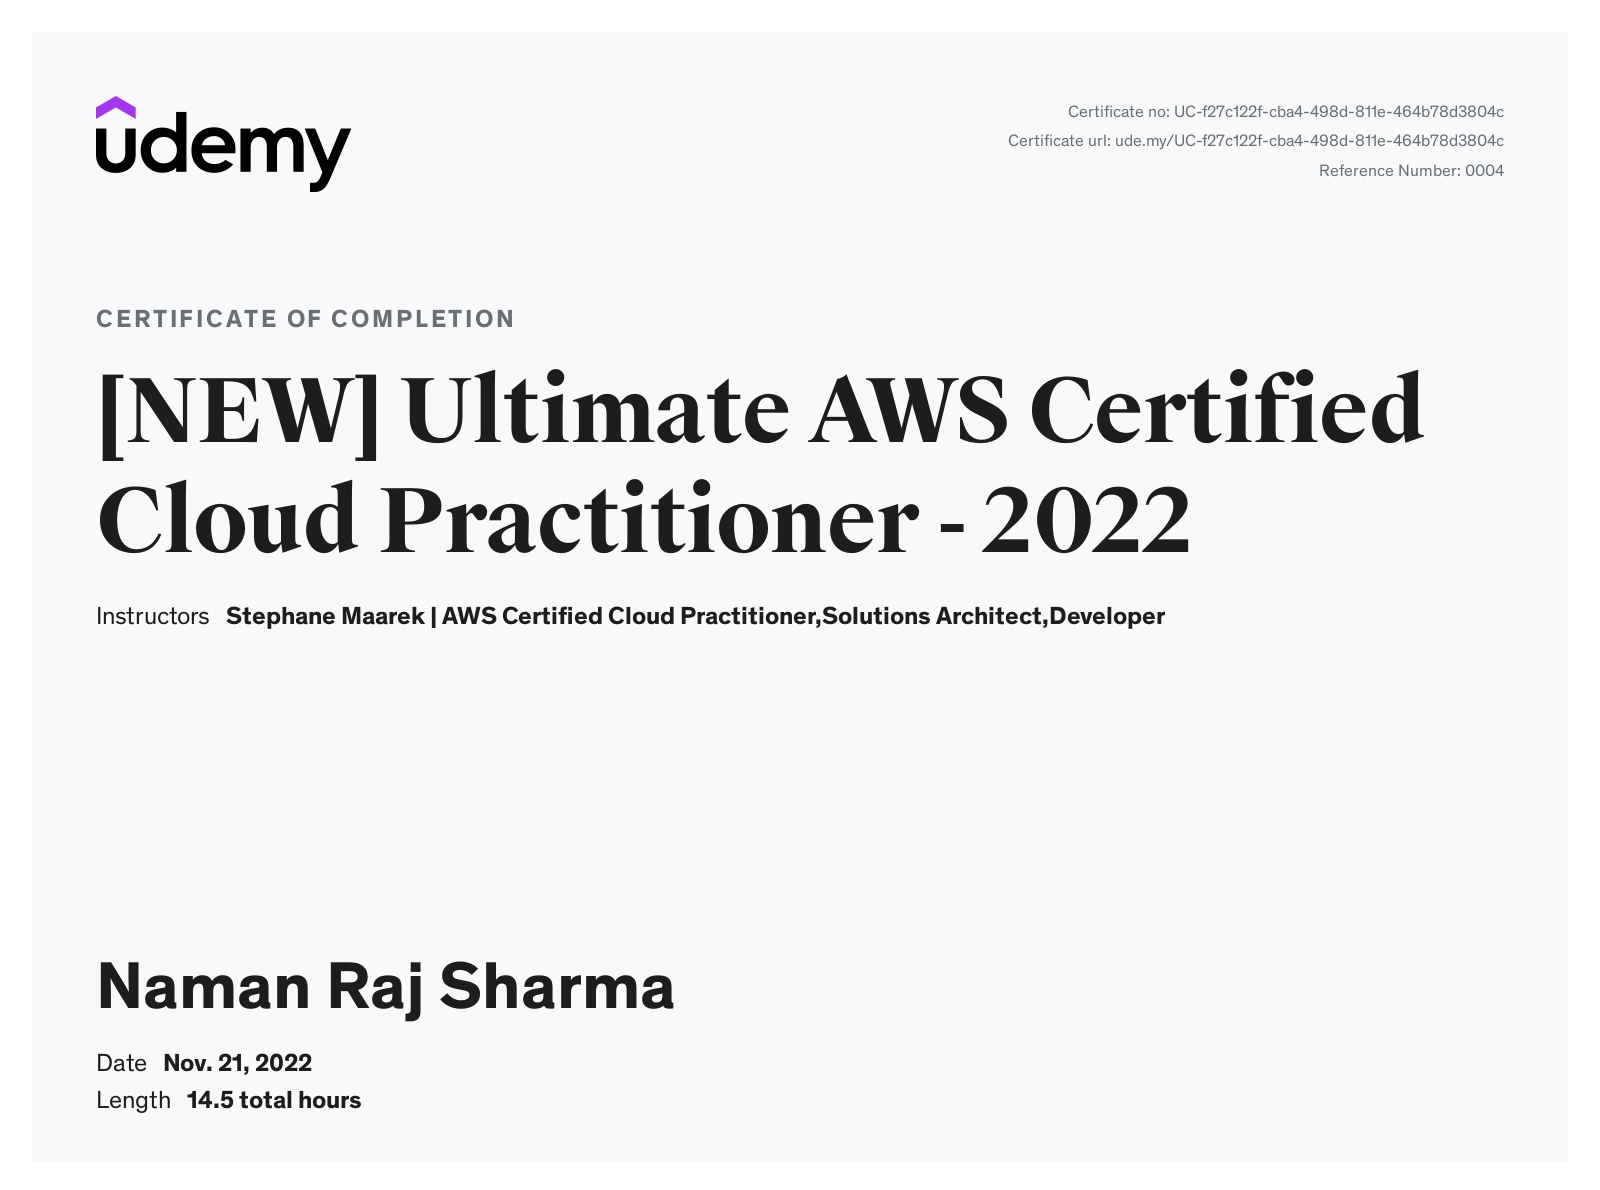 udemy
Certificate no: UC-f27c122f-cba4-498d-811e-464b78d3804c
Certificate url: ude.my/UC-f27c122f-cba4-498d-811e-464b78d3804c
Reference Number: 0004
CERTIFICATE OF COMPLETION
[NEW] Ultimate AWS Certified
Cloud Practitioner - 2022
Instructors Stephane Maarek | AWS Certified Cloud Practitioner,Solutions Architect,Developer
Naman Raj Sharma
Date Nov. 21, 2022
Length 14.5 total hours